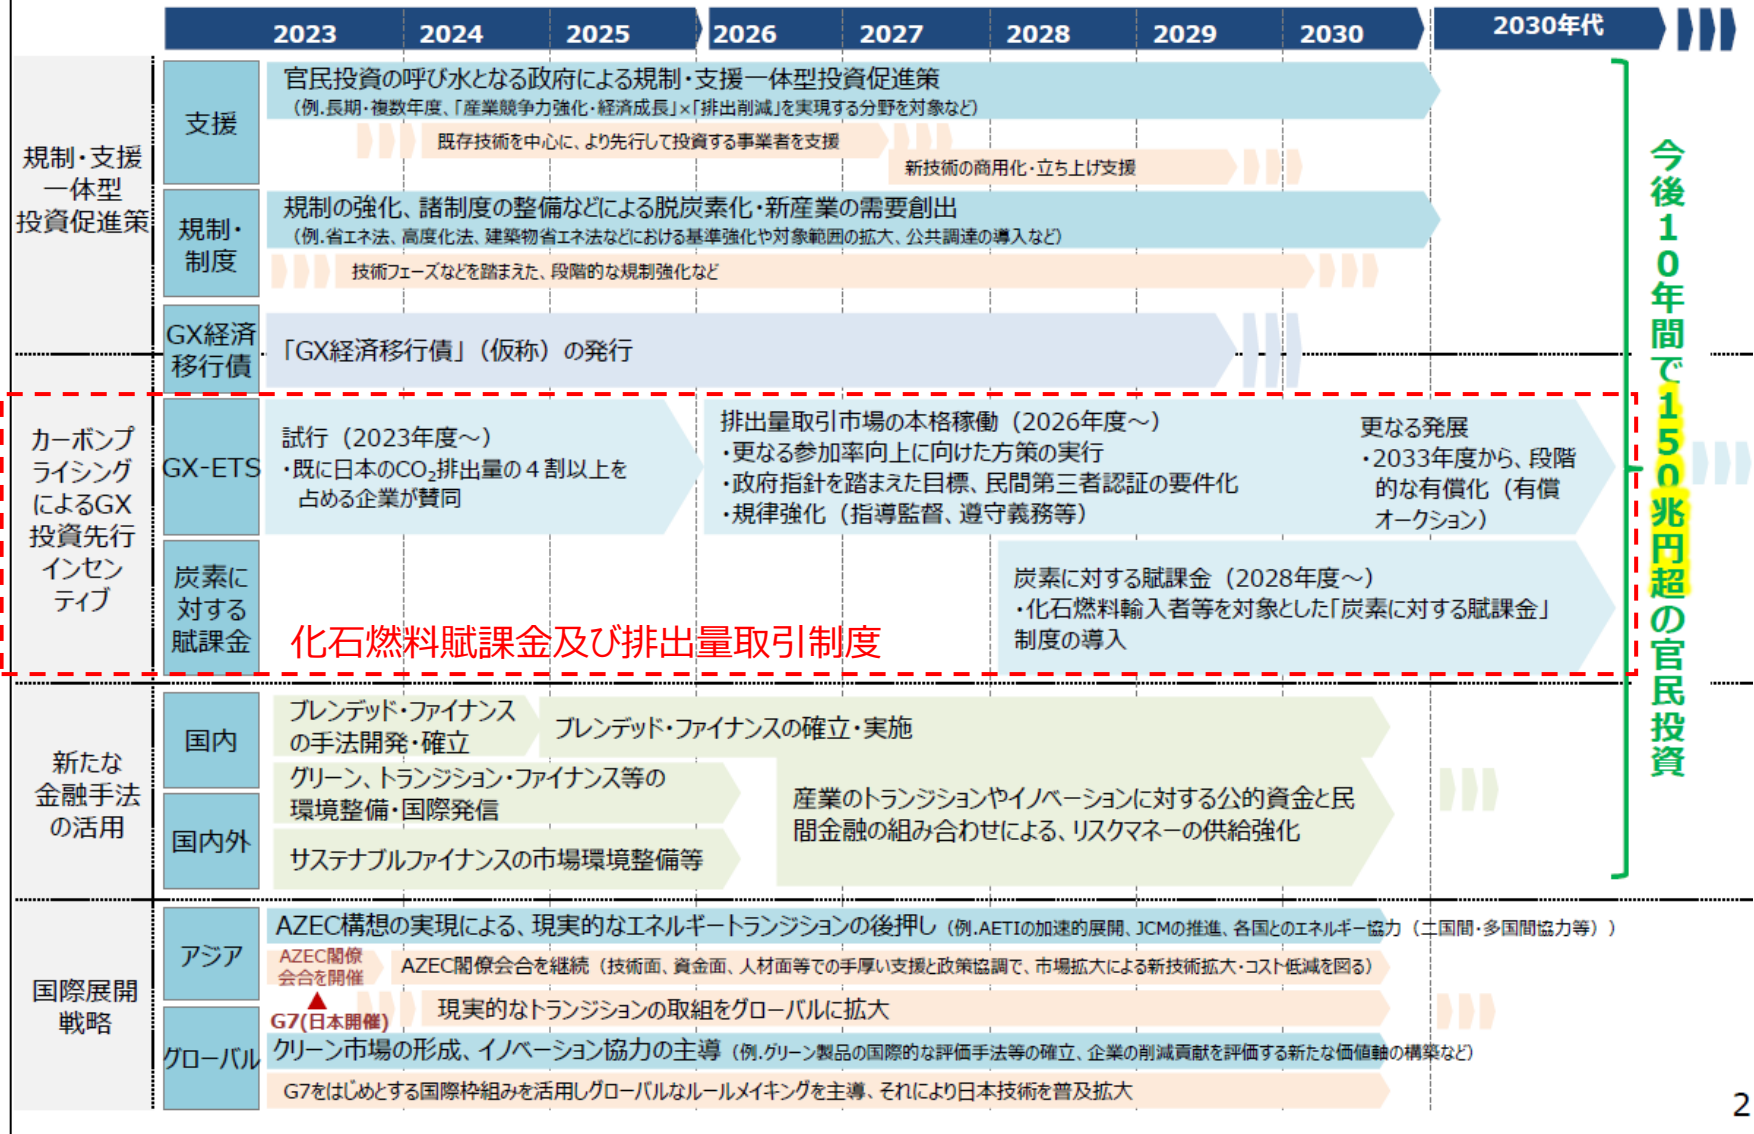 2023 2024 2025 2026 2027 2028 2029 2030 2030年代
規制・支援
一体型
投資促進策
支援
官民投資の呼び水となる政府による規制・支援一体型投資促進策
（例.長期・複数年度、「産業競争力強化・経済成長」×「排出削減」を実現する分野を対象など）
既存技術を中心に、より先行して投資する事業者を支援
新技術の商用化・立ち上げ支援
規制・
制度
規制の強化、諸制度の整備などによる脱炭素化・新産業の需要創出
（例.省エネ法、高度化法、建築物省エネ法などにおける基準強化や対象範囲の拡大、公共調達の導入など）
技術フェーズなどを踏まえた、段階的な規制強化など
GX経済
移行債
「GX経済移行債」（仮称）の発行
カーボンプ
ライシング
によるGX
投資先行
インセン
ティブ
GX-ETS
試行（2023年度～）
・既に日本のCO₂排出量の４割以上を
占める企業が賛同
排出量取引市場の本格稼働（2026年度～）
・更なる参加率向上に向けた方策の実行
・政府指針を踏まえた目標、民間第三者認証の要件化
・規律強化（指導監督、遵守義務等）
更なる発展
・2033年度から、段階
的な有償化（有償
オークション）
炭素に
対する
賦課金
化石燃料賦課金及び排出量取引制度
炭素に対する賦課金（2028年度～）
・化石燃料輸入者等を対象とした「炭素に対する賦課金」
制度の導入
新たな
金融手法
の活用
国内
ブレンデッド・ファイナンス
の手法開発・確立
ブレンデッド・ファイナンスの確立・実施
国内外
グリーン、トランジション・ファイナンス等の
環境整備・国際発信
サステナブルファイナンスの市場環境整備等
産業のトランジションやイノベーションに対する公的資金と民
間金融の組み合わせによる、リスクマネーの供給強化
国際展開
戦略
アジア
AZEC構想の実現による、現実的なエネルギートランジションの後押し（例.AETIの加速的展開、JCMの推進、各国とのエネルギー協力（二国間・多国間協力等））
AZEC閣僚
会合を開催
AZEC閣僚会合を継続（技術面、資金面、人材面等での手厚い支援と政策協調で、市場拡大による新技術拡大・コスト低減を図る）
G7(日本開催)
現実的なトランジションの取組をグローバルに拡大
グローバル
クリーン市場の形成、イノベーション協力の主導（例.グリーン製品の国際的な評価手法等の確立、企業の削減貢献を評価する新たな価値軸の構築など）
G7をはじめとする国際枠組みを活用しグローバルなルールメイキングを主導、それにより日本技術を普及拡大
今後10年間で150兆円超の官民投資
2